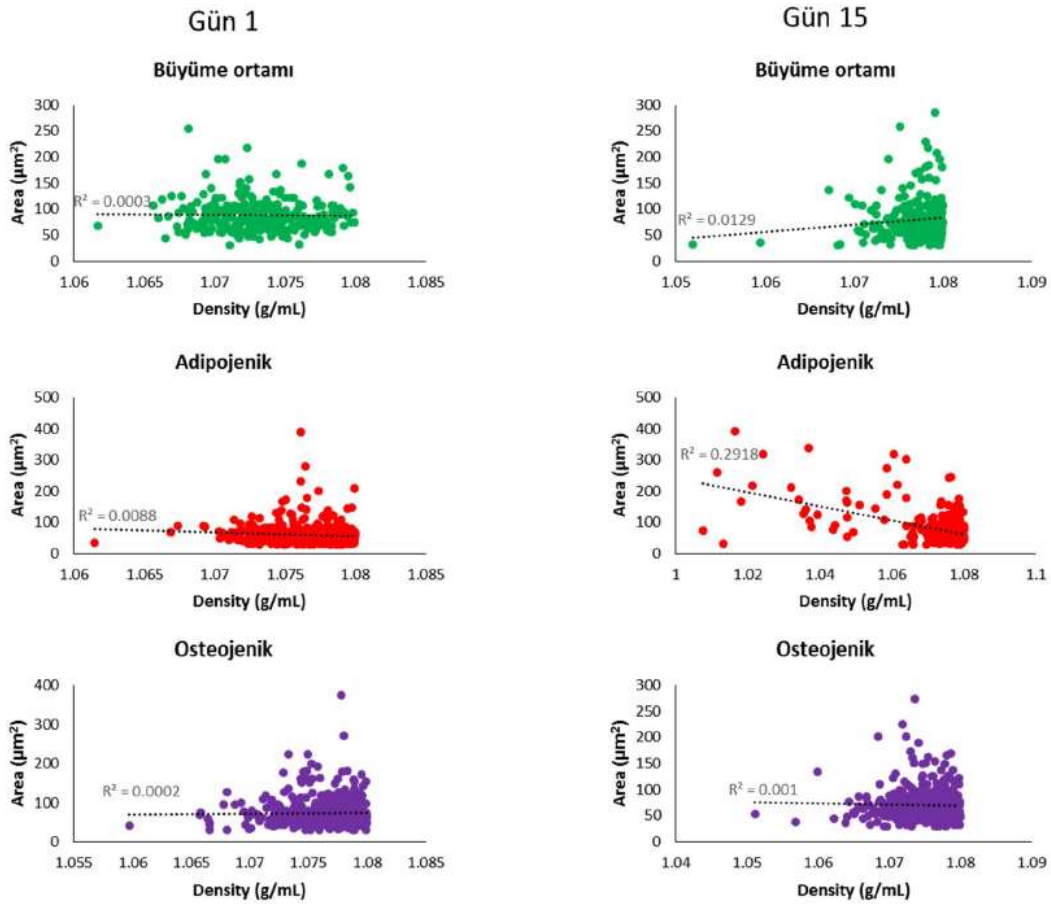 Gün 1
Gün 15
Büyüme ortamı
300
250
200
150
100
50
0
Area (µm²)
R² = 0.0003
1.06 1.065 1.07 1.075 1.08 1.085
Density (g/mL)
Büyüme ortamı
300
250
200
150
100
50
0
Area (µm²)
R² = 0.0129
1.05 1.06 1.07 1.08 1.09
Density (g/mL)
Adipojenik
500
400
300
200
100
0
Area (µm²)
R² = 0.0088
1.06 1.065 1.07 1.075 1.08 1.085
Density (g/mL)
Adipojenik
500
400
300
200
100
0
Area (µm²)
R² = 0.2918
1 1.02 1.04 1.06 1.08 1.1
Density (g/mL)
Osteojenik
400
300
200
100
0
Area (µm²)
R² = 0.0002
1.055 1.06 1.065 1.07 1.075 1.08 1.085
Density (g/mL)
Osteojenik
300
250
200
150
100
50
0
Area (µm²)
R² = 0.001
1.04 1.05 1.06 1.07 1.08 1.09
Density (g/mL)